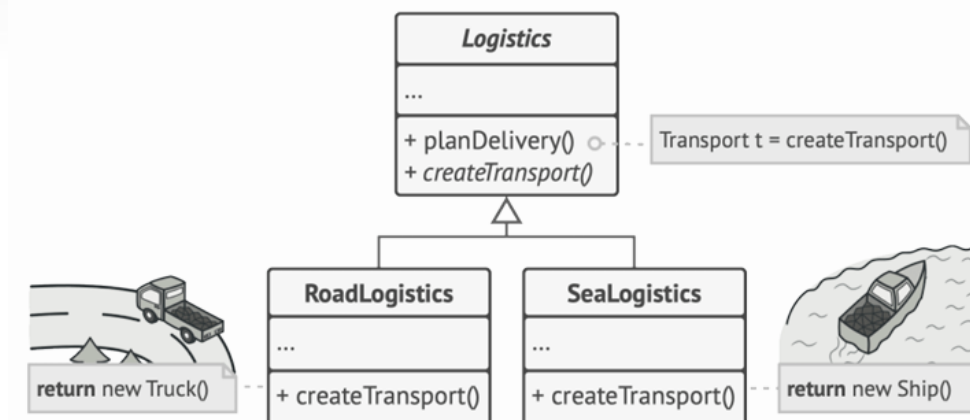 Logistics
...
+ planDelivery()
Transport t = createTransport()
+ createTransport()
RoadLogistics
SeaLogistics
...
...
return new Truck()
+ createTransport()
+ createTransport()
return new Ship()